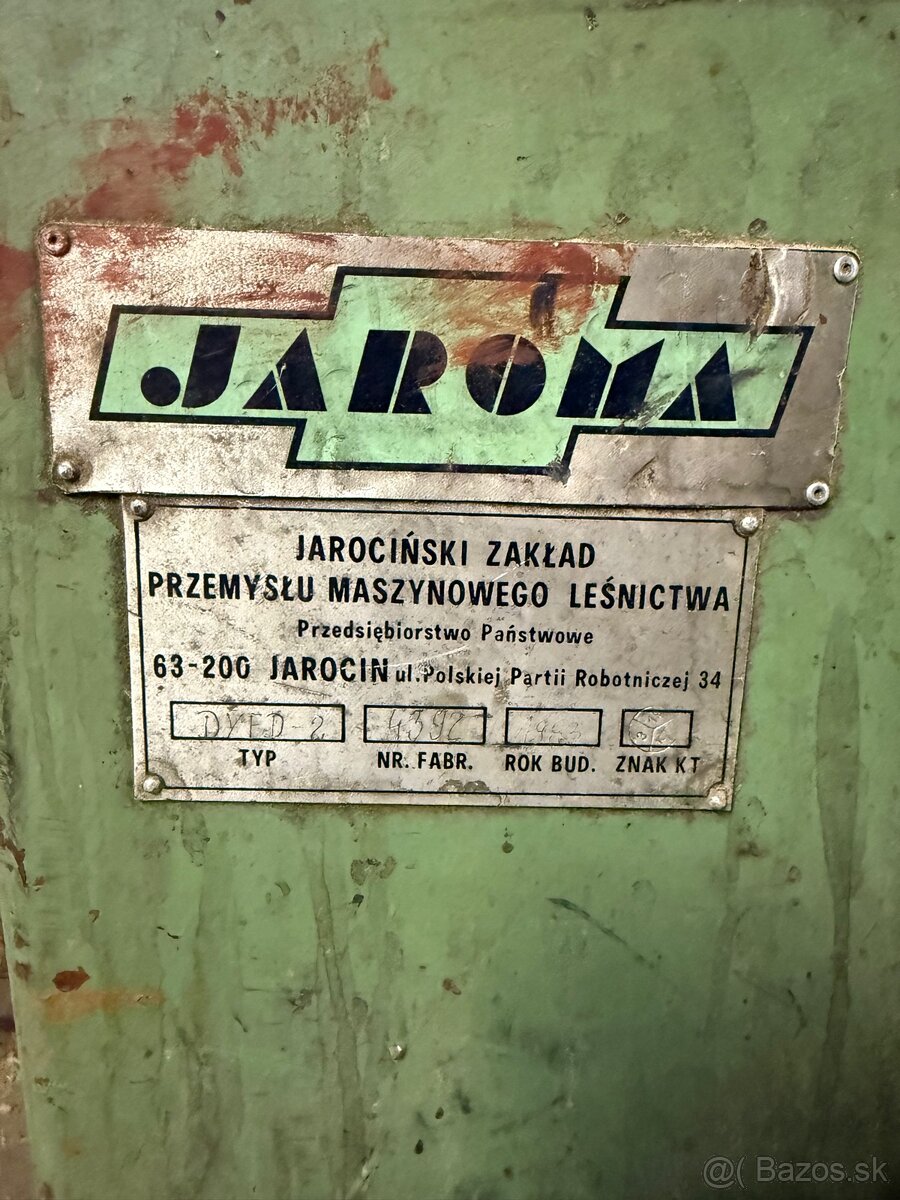 JAROMA
JAROCIŃSKI ZAKŁAD
PRZEMYSŁU MASZYNOWEGO LEŚNICTWA
Przedsiębiorstwo Państwowe
63-200 JAROCIN ul. Polskiej Partii Robotniczej 34
4392
TYP NR. FABR. ROK BUD. ZNAK KT
@( Bazos.sk